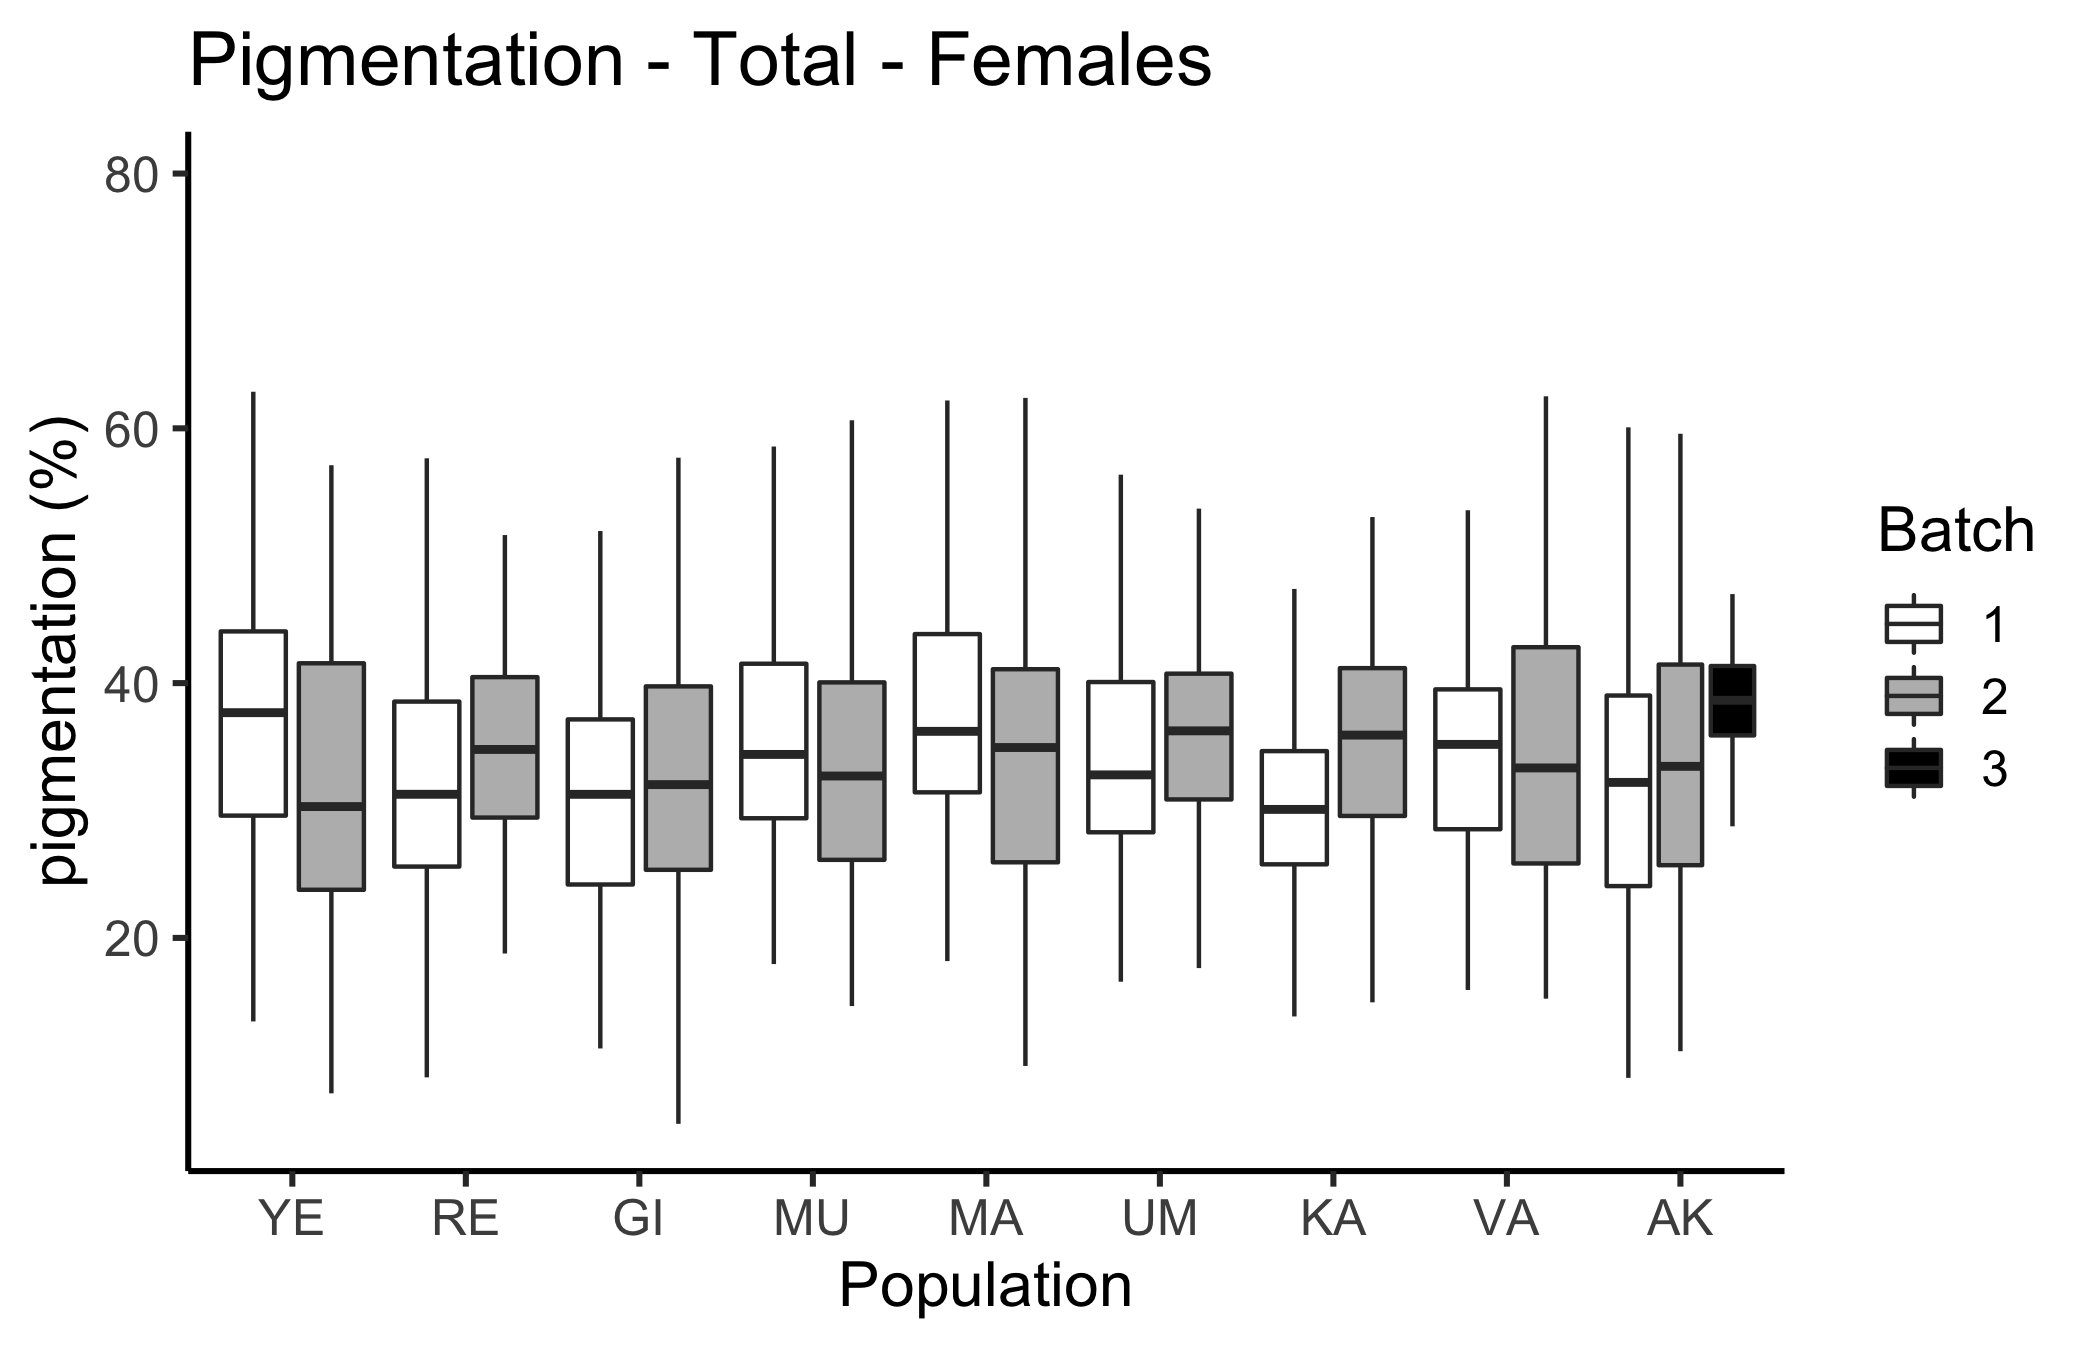 Pigmentation - Total - Females
pigmentation (%)
80
60
40
20
YE RE GI MU MA UM KA VA AK
Population
Batch
1
2
3